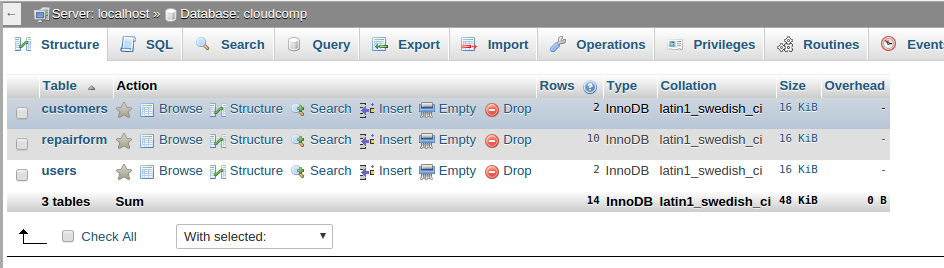 ← Server: localhost » Database: cloudcomp
Structure SQL Search Query Export Import Operations Privileges Routines Event
Table Action Rows Type Collation Size Overhead
customers Browse Structure Search Insert Empty Drop 2 InnoDB latin1_swedish_ci 16 KiB -
repairform Browse Structure Search Insert Empty Drop 10 InnoDB latin1_swedish_ci 16 KiB -
users Browse Structure Search Insert Empty Drop 2 InnoDB latin1_swedish_ci 16 KiB -
3 tables Sum 14 InnoDB latin1_swedish_ci 48 KiB 0 B
Check All With selected: